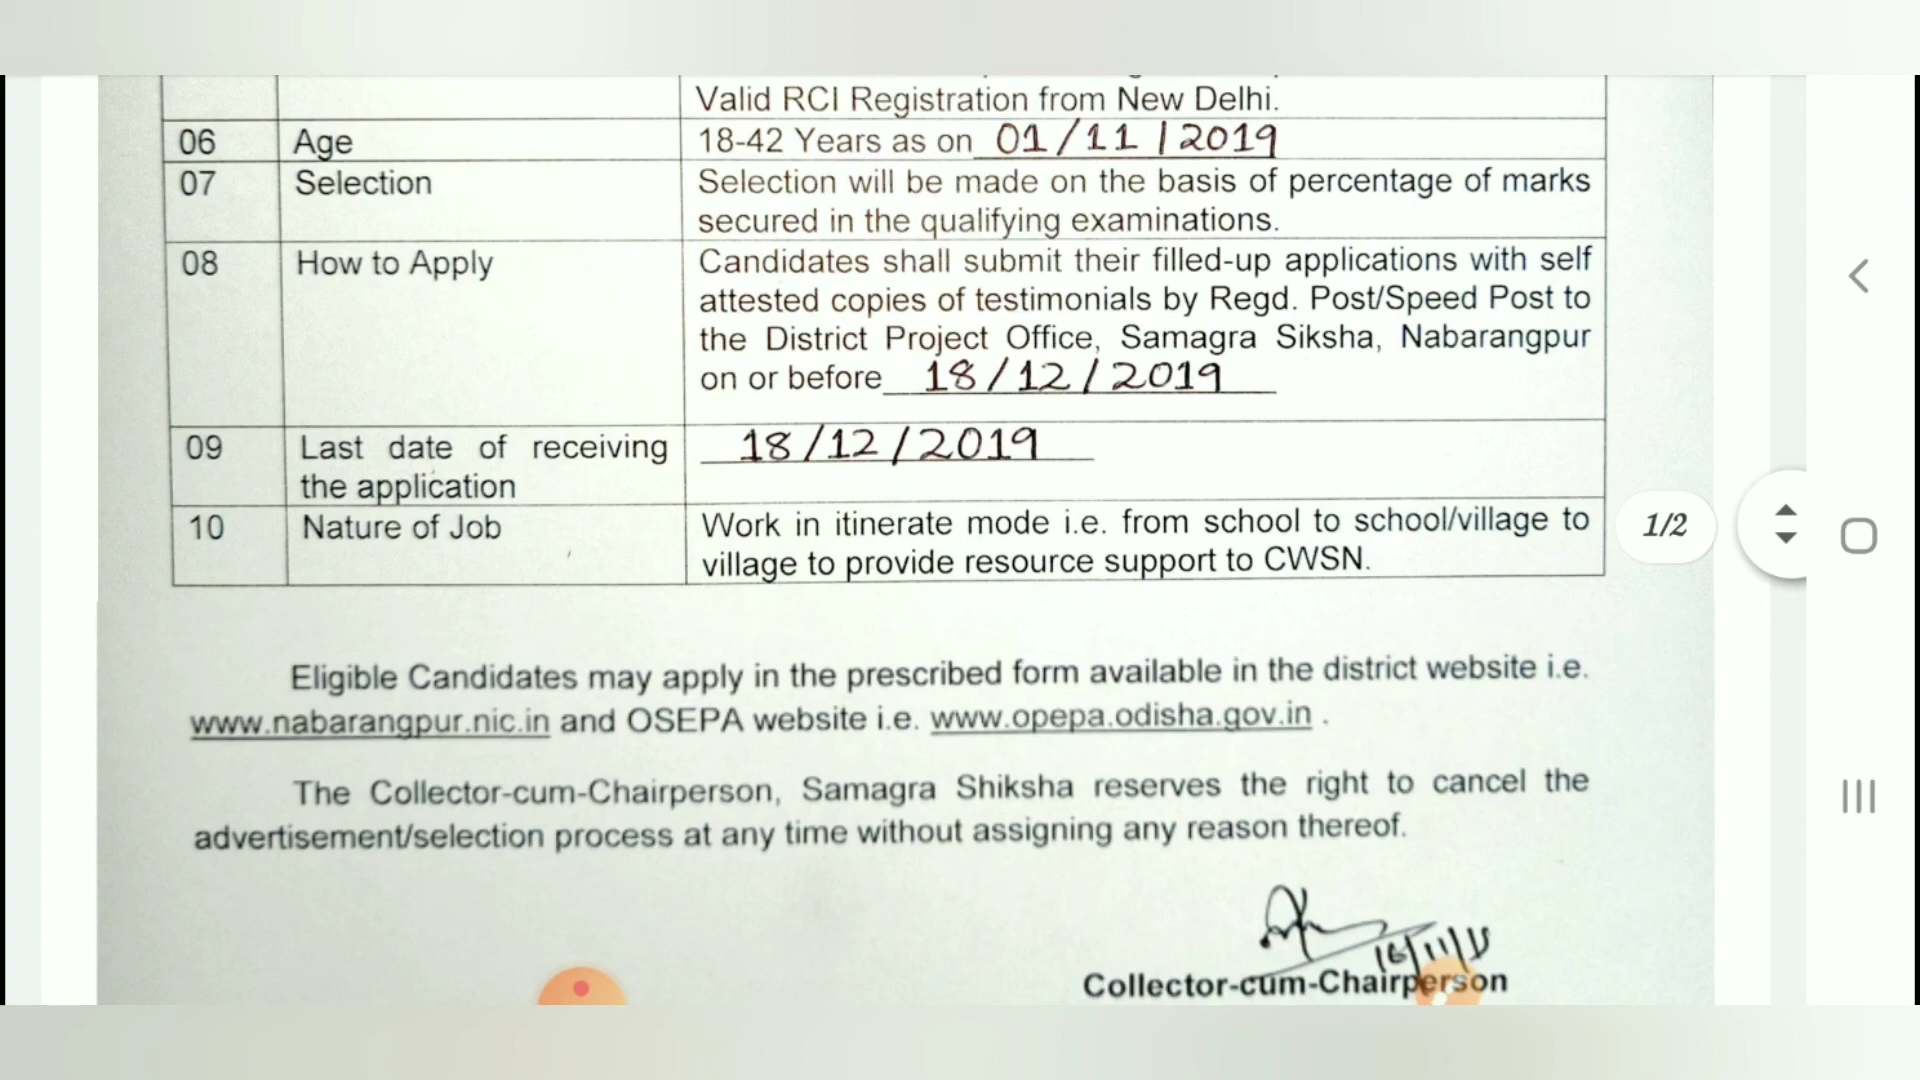 Valid RCI Registration from New Delhi.
06 Age 18-42 Years as on 01/11/2019
07 Selection Selection will be made on the basis of percentage of marks
secured in the qualifying examinations.
08 How to Apply Candidates shall submit their filled-up applications with self
attested copies of testimonials by Regd. Post/Speed Post to
the District Project Office, Samagra Siksha, Nabarangpur
on or before 18/12/2019
09 Last date of receiving 18/12/2019
the application
10 Nature of Job Work in itinerate mode i.e. from school to school/village to
village to provide resource support to CWSN.
1/2
Eligible Candidates may apply in the prescribed form available in the district website i.e.
www.nabarangpur.nic.in and OSEPA website i.e. www.opepa.odisha.gov.in .
The Collector-cum-Chairperson, Samagra Shiksha reserves the right to cancel the
advertisement/selection process at any time without assigning any reason thereof.
Collector-cum-Chairperson